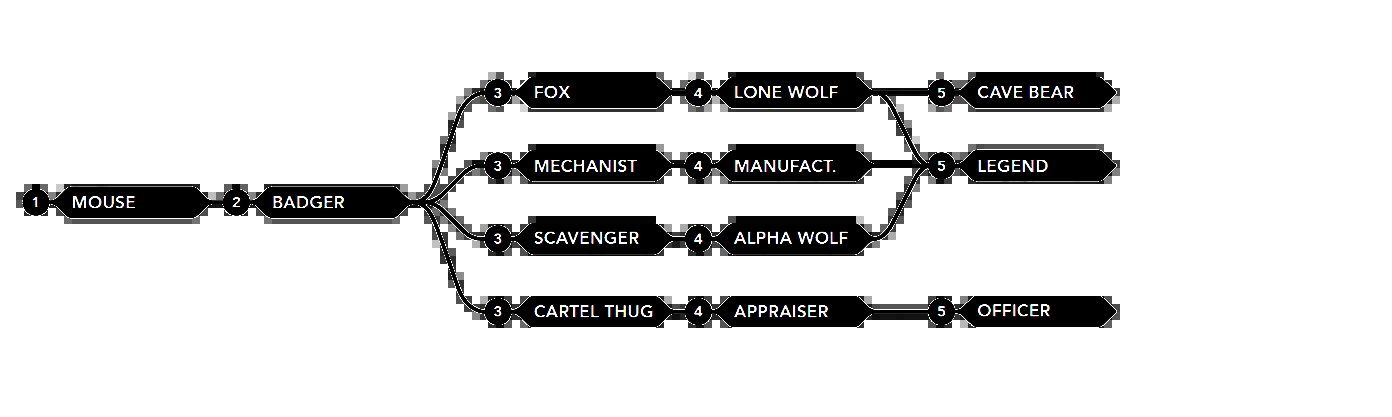 3 FOX 4 LONE WOLF 5 CAVE BEAR
3 MECHANIST 4 MANUFACT. 5 LEGEND
1 MOUSE 2 BADGER
3 SCAVENGER 4 ALPHA WOLF
3 CARTEL THUG 4 APPRAISER 5 OFFICER